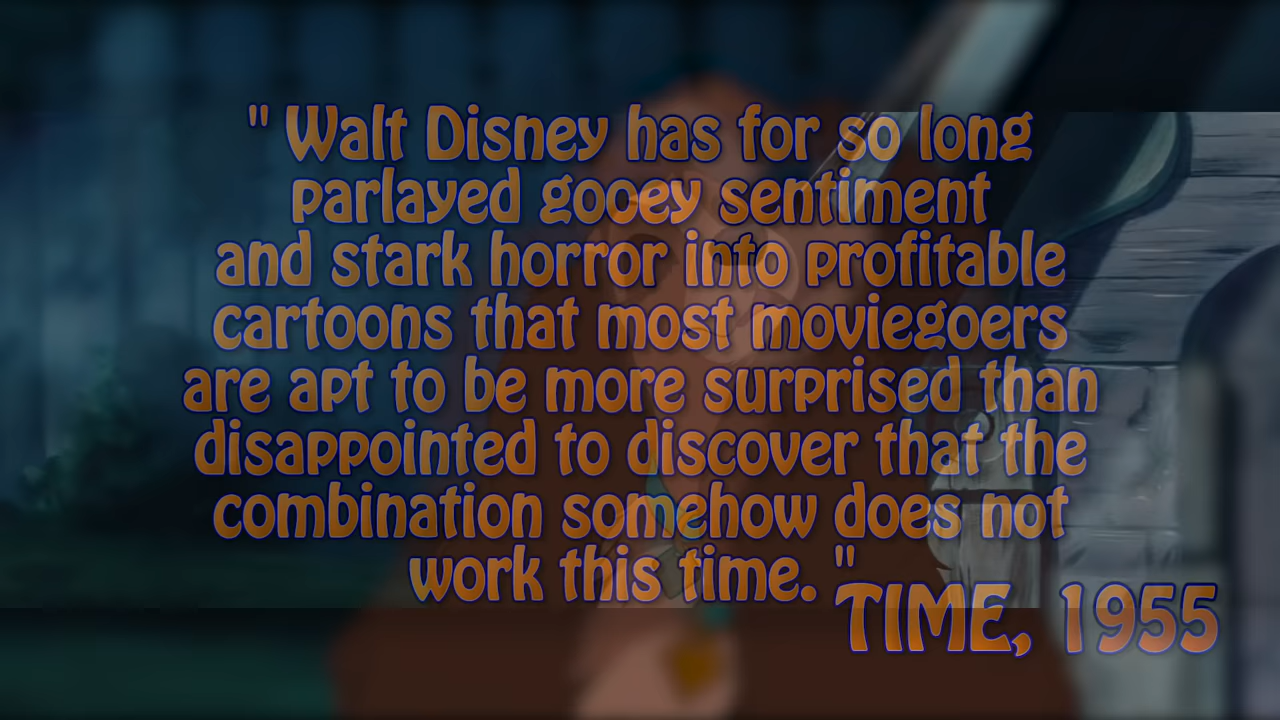 " Walt Disney has for so long
parlayed gooey sentiment
and stark horror into profitable
cartoons that most moviegoers
are apt to be more surprised than
disappointed to discover that the
combination somehow does not
work this time. "
TIME, 1955